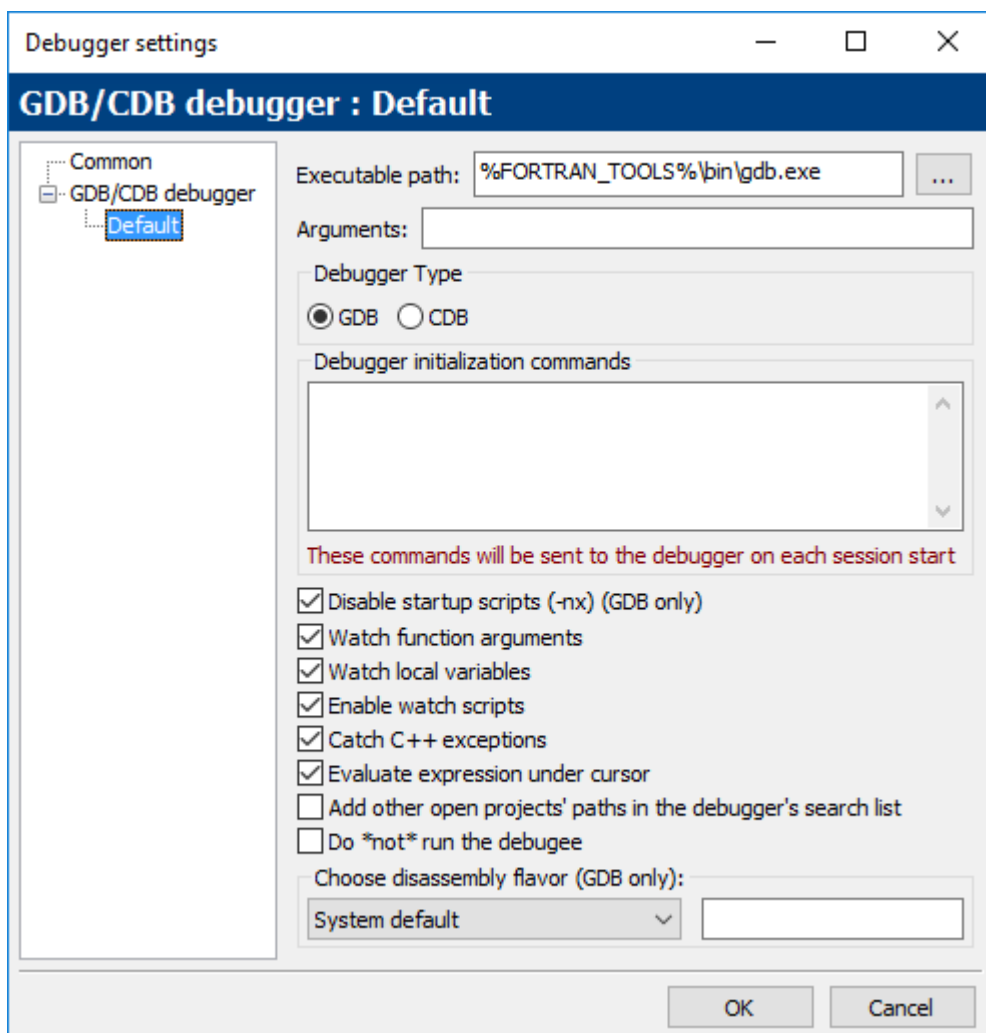 Debugger settings
GDB/CDB debugger : Default
Common
GDB/CDB debugger
Default
Executable path: %FORTRAN_TOOLS%\bin\gdb.exe ...
Arguments:
Debugger Type
GDB CDB
Debugger initialization commands
These commands will be sent to the debugger on each session start
Disable startup scripts (-nx) (GDB only)
Watch function arguments
Watch local variables
Enable watch scripts
Catch C++ exceptions
Evaluate expression under cursor
Add other open projects' paths in the debugger's search list
Do *not* run the debugee
Choose disassembly flavor (GDB only):
System default
OK Cancel